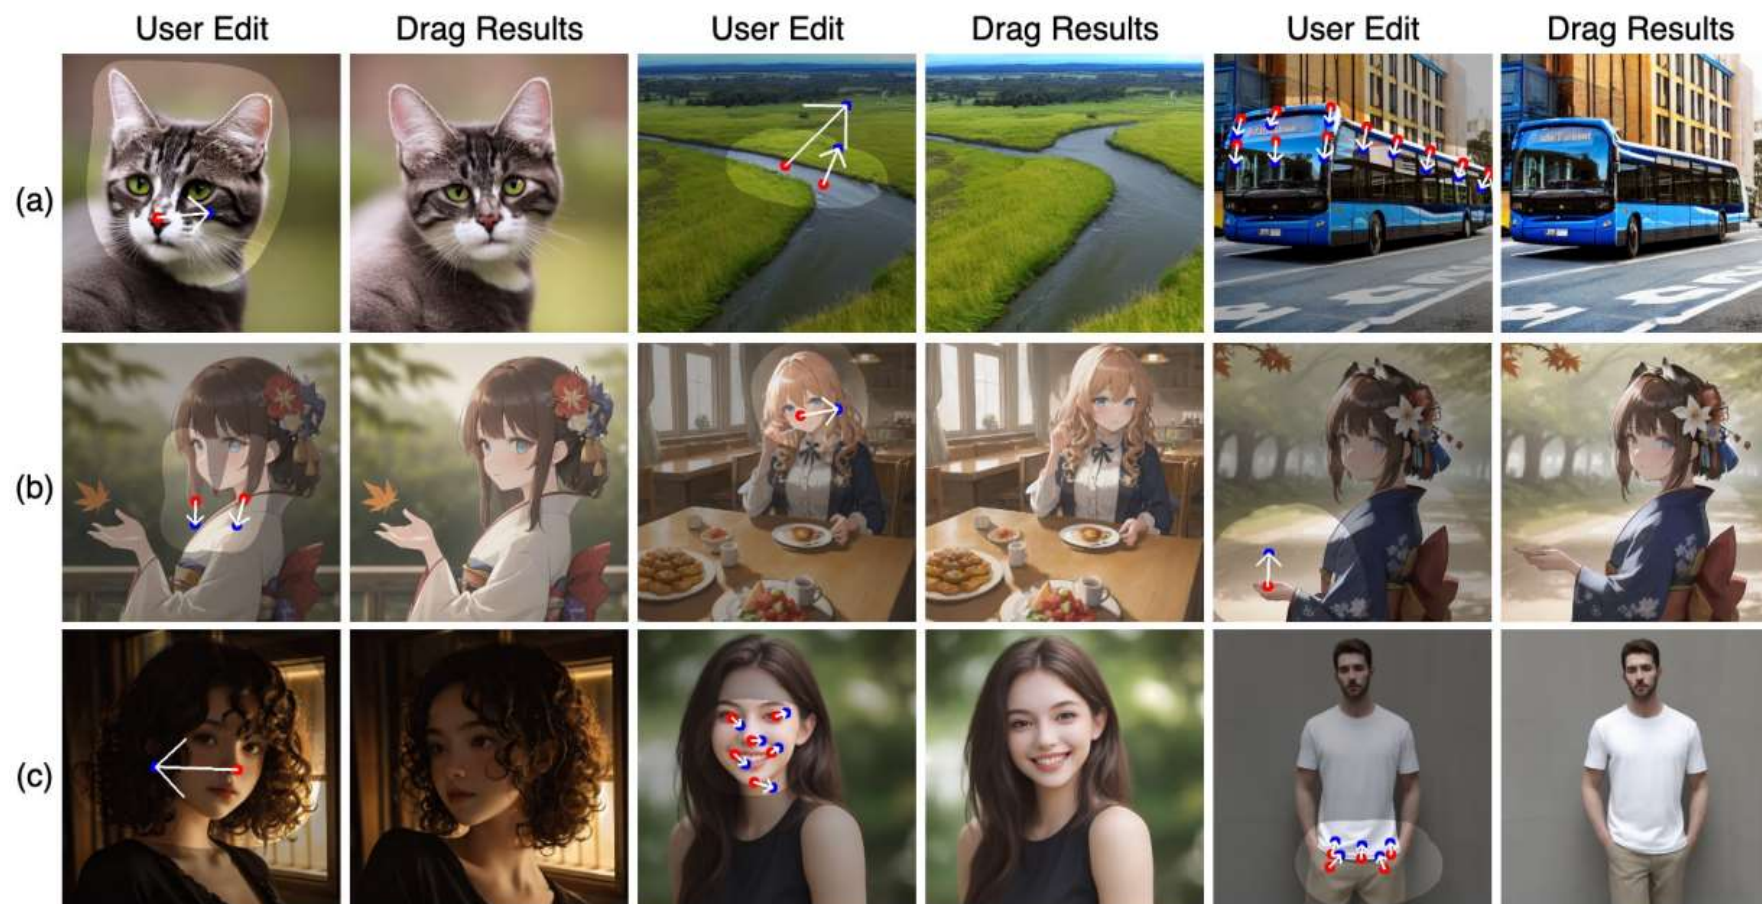 User Edit Drag Results User Edit Drag Results User Edit Drag Results
(a)
(b)
(c)